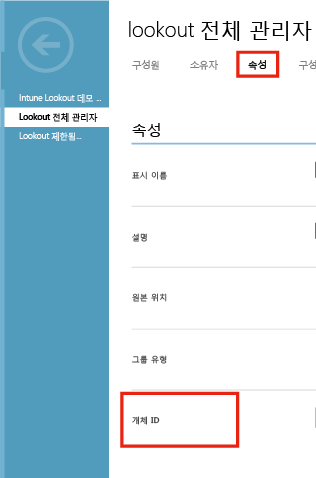 lookout 전체 관리자
구성원 소유자 속성 구성
Intune Lookout 데모 ...
Lookout 전체 관리자
Lookout 제한됨...
속성
표시 이름
설명
원본 위치
그룹 유형
개체 ID